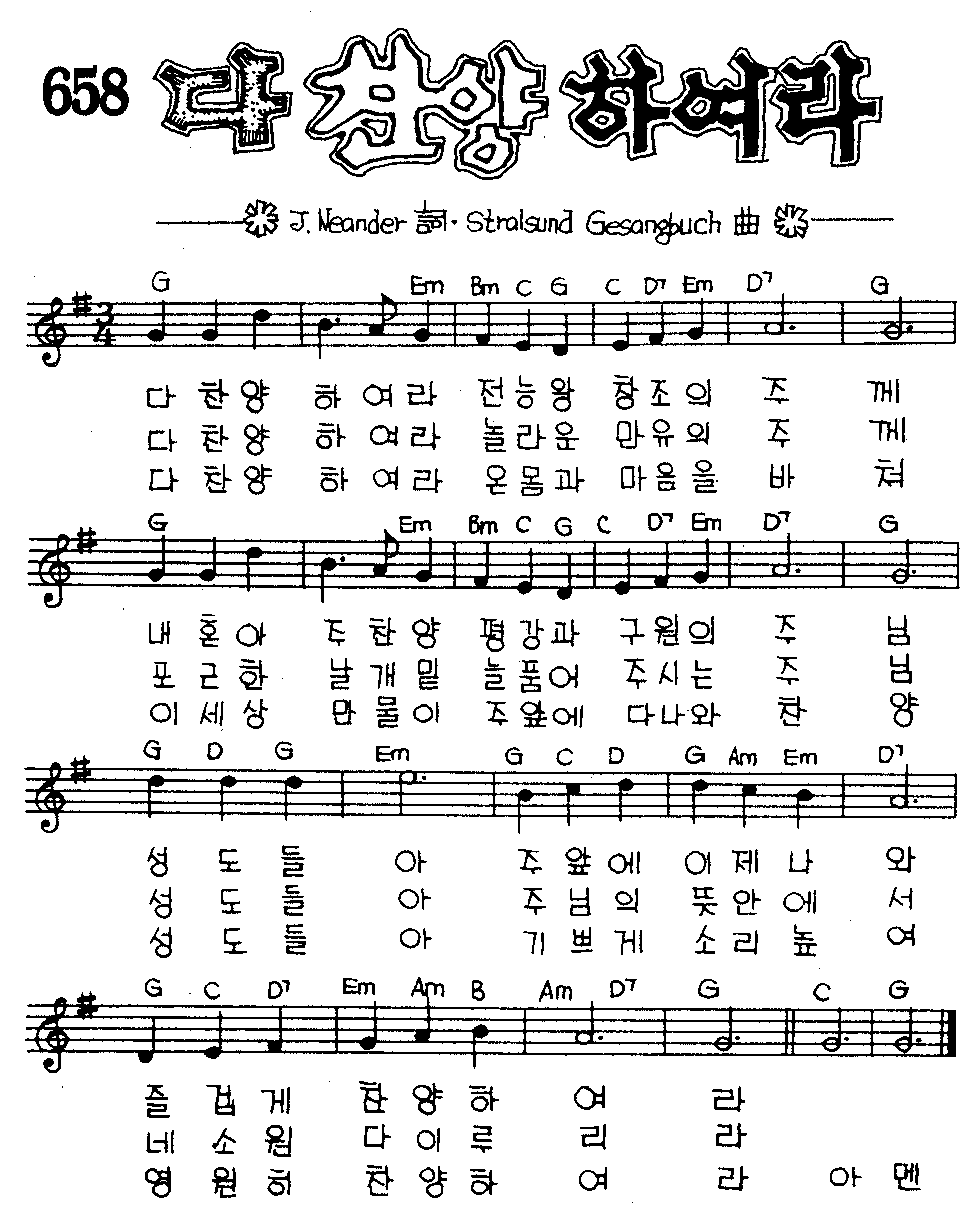 658 다 찬양 하여라
J. Neander 詞· Stralsund Gesangbuch 曲
G Em Bm C G C D7 Em D7 G
3/4
다 찬양 하여라 전능왕 창조의 주께
다 찬양 하여라 놀라운 만유의 주께
다 찬양 하여라 온몸과 마음을 바쳐
G Em Bm C G C D7 Em D7 G
내 혼아 주 찬양 평강과 구원의 주님
포근한 날개밑 늘품어 주시는 주님
이세상 만물이 주앞에 다나와 찬양
G D G Em G C D G Am Em D7
성도들아 주앞에 이제나와
성도들아 주님의 뜻안에서
성도들아 기쁘게 소리높여
G C D7 Em Am B Am D7 G C G
즐겁게 찬양하여라
네소원 다이루리라
영원히 찬양하여라 아멘